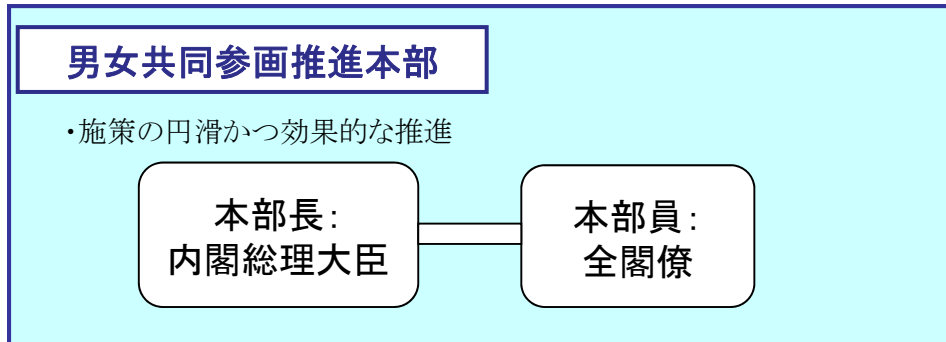 男女共同参画推進本部
・施策の円滑かつ効果的な推進
本部長：
内閣総理大臣
本部員：
全閣僚